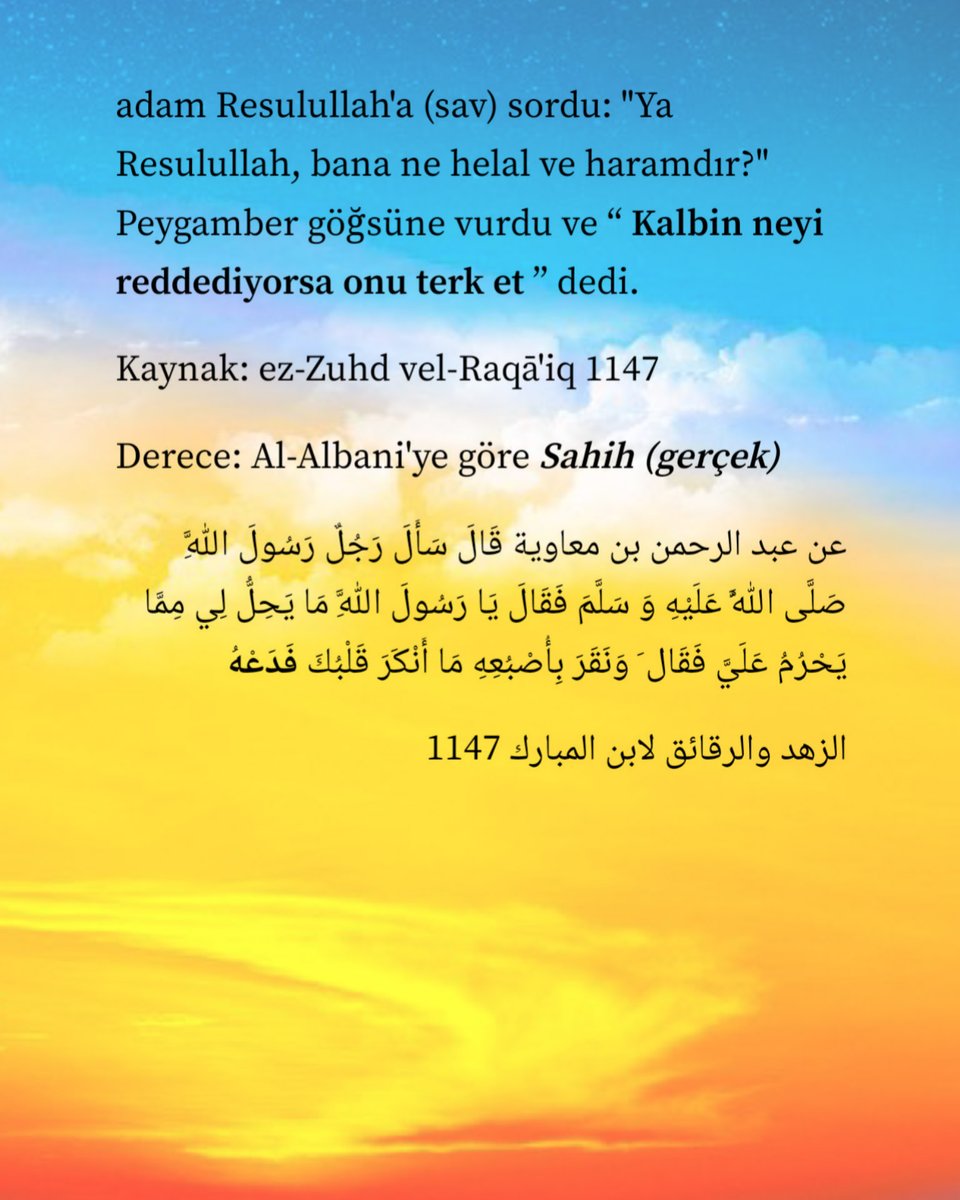 adam Resulullah'a (sav) sordu: "Ya
Resulullah, bana ne helal ve haramdır?"
Peygamber göğsüne vurdu ve “ Kalbin neyi
reddediyorsa onu terk et ” dedi.
Kaynak: ez-Zuhd vel-Raqā'iq 1147
Derece: Al-Albani'ye göre Sahih (gerçek)
عن عبد الرحمن بن معاوية قَالَ سَأَلَ رَجُلٌ رَسُولَ اللَّهِ
صَلَّى اللَّهُ عَلَيْهِ وَ سَلَّمَ فَقَالَ يَا رَسُولَ اللَّهِ مَا يَحِلُّ لِي مِمَّا
يَحْرُمُ عَلَيَّ فَقَال َ وَنَقَرَ بِأُصْبُعِهِ مَا أَنْكَرَ قَلْبُكَ فَدَعْهُ
الزهد والرقائق لابن المبارك 1147